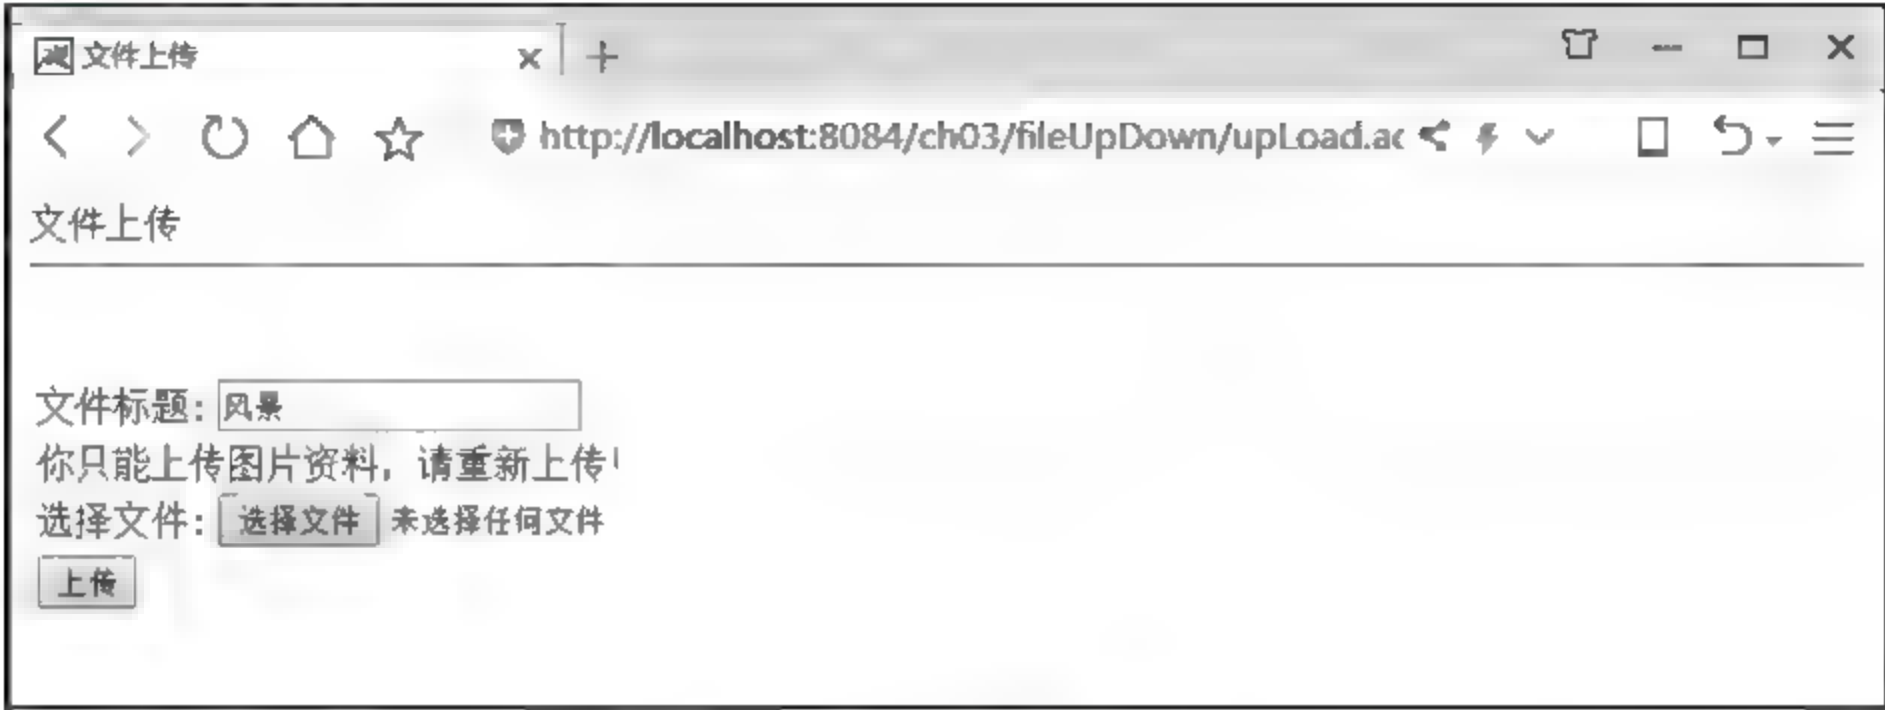 文件上传
http://localhost:8084/ch03/fileUpDown/upLoad.ac
文件上传
文件标题: 风景
你只能上传图片资料，请重新上传!
选择文件: 选择文件 未选择任何文件
上传